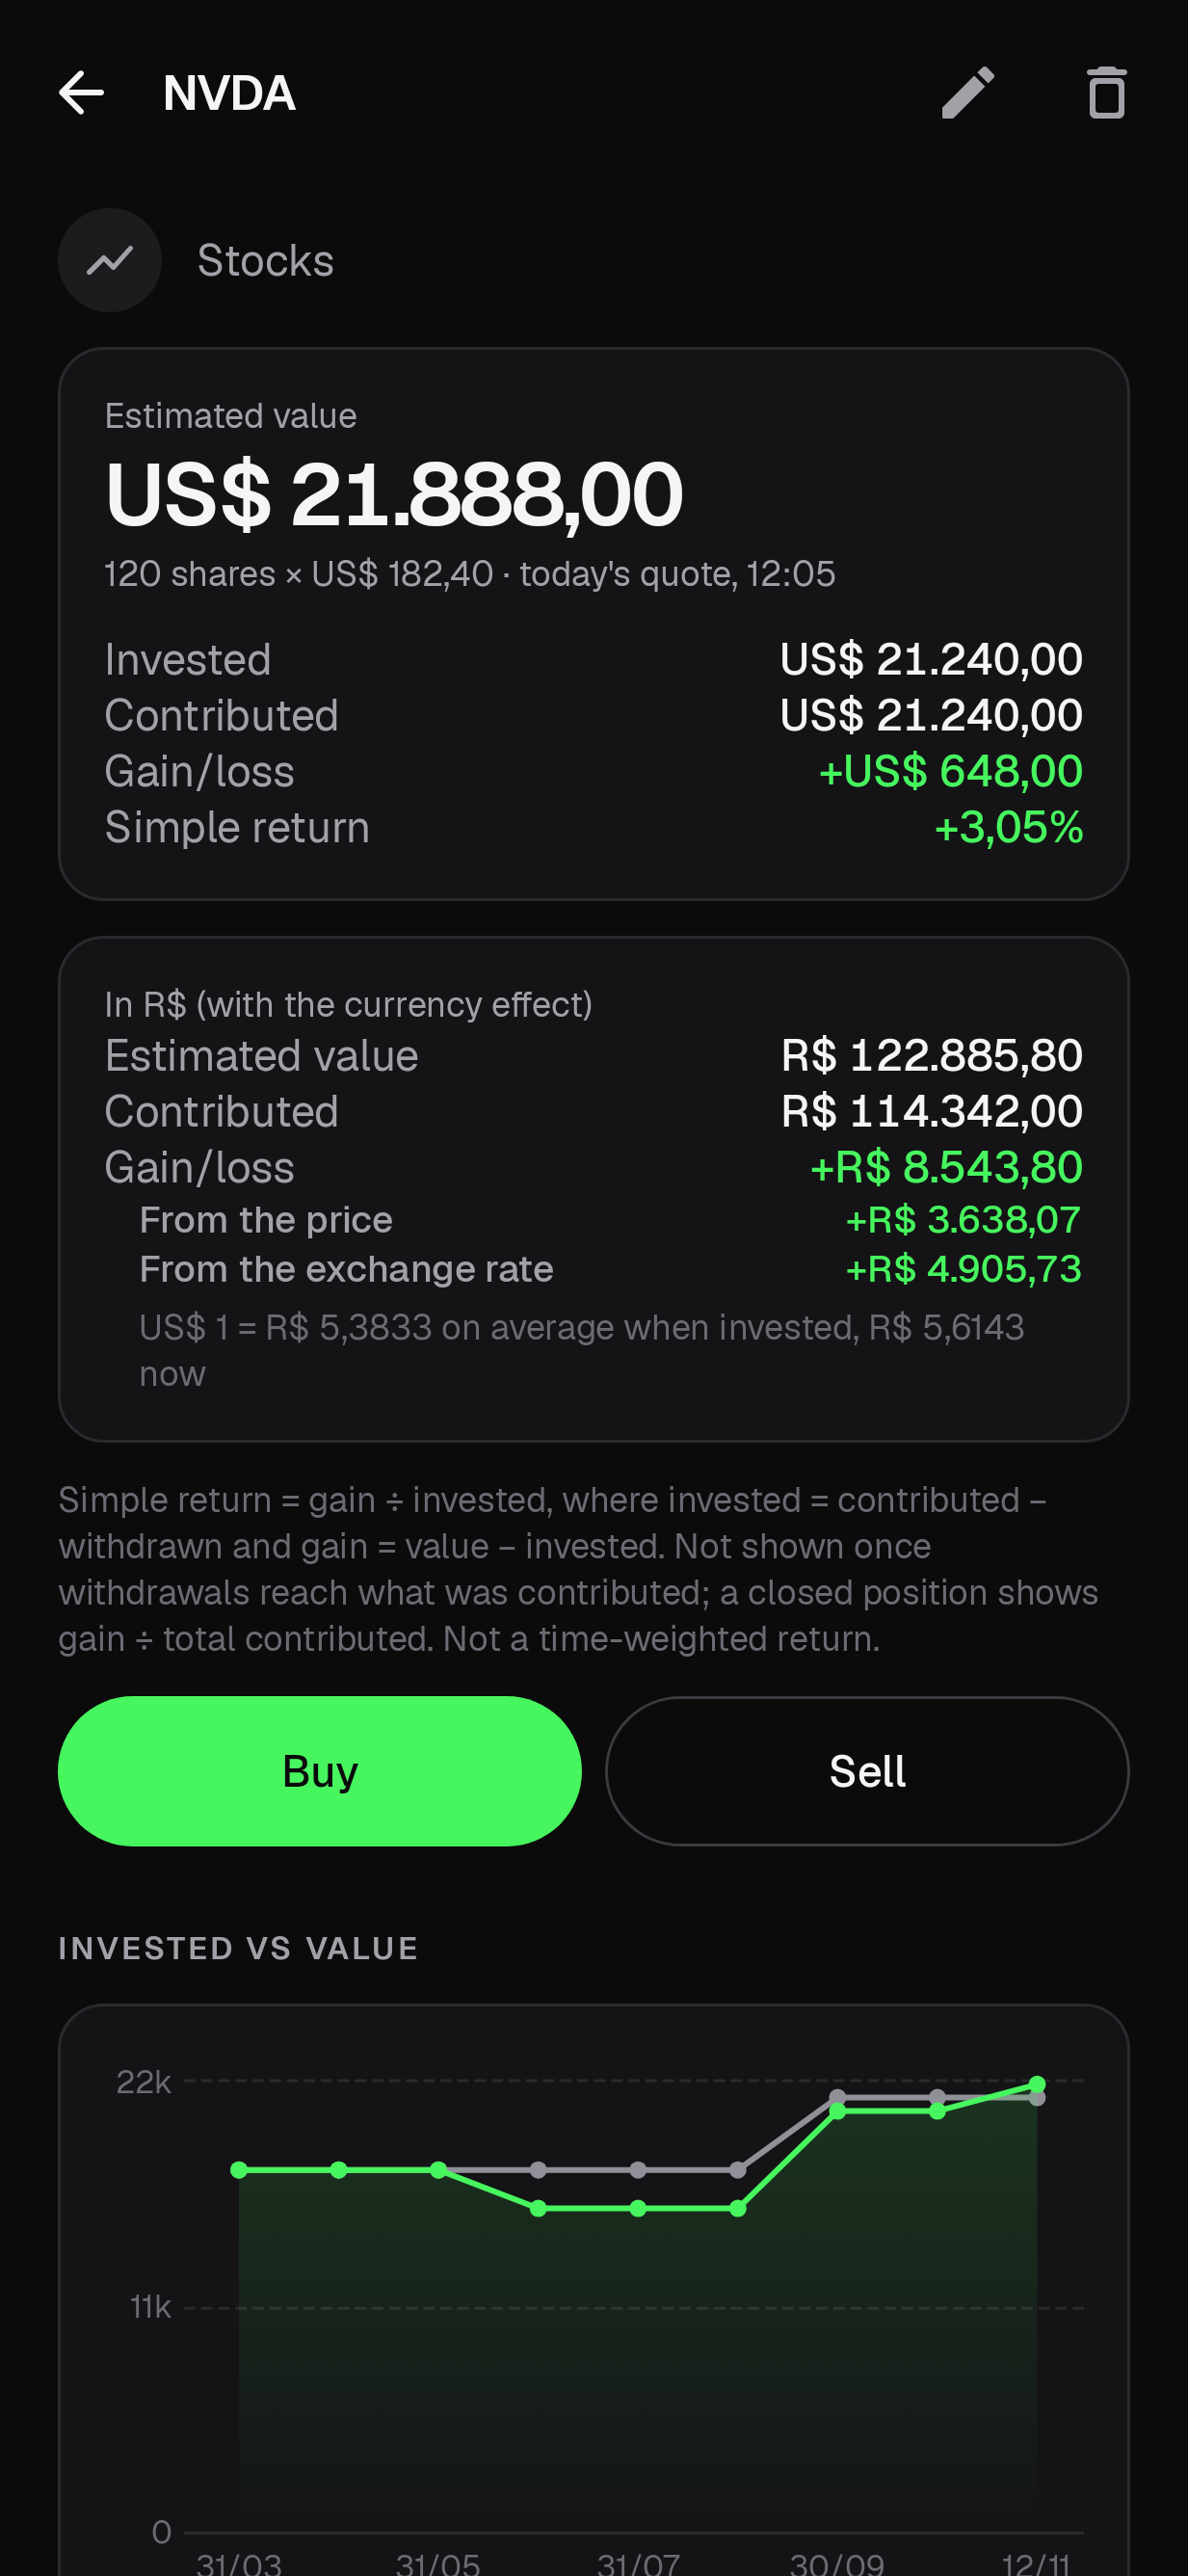 NVDA
Stocks
Estimated value
US$ 21.888,00
120 shares × US$ 182,40 · today's quote, 12:05
Invested US$ 21.240,00
Contributed US$ 21.240,00
Gain/loss +US$ 648,00
Simple return +3,05%
In R$ (with the currency effect)
Estimated value R$ 122.885,80
Contributed R$ 114.342,00
Gain/loss +R$ 8.543,80
From the price +R$ 3.638,07
From the exchange rate +R$ 4.905,73
US$ 1 = R$ 5,3833 on average when invested, R$ 5,6143
now
Simple return = gain ÷ invested, where invested = contributed –
withdrawn and gain = value – invested. Not shown once
withdrawals reach what was contributed; a closed position shows
gain ÷ total contributed. Not a time-weighted return.
Buy Sell
INVESTED VS VALUE
22k
11k
0
31/03 31/05 31/07 30/09 12/11